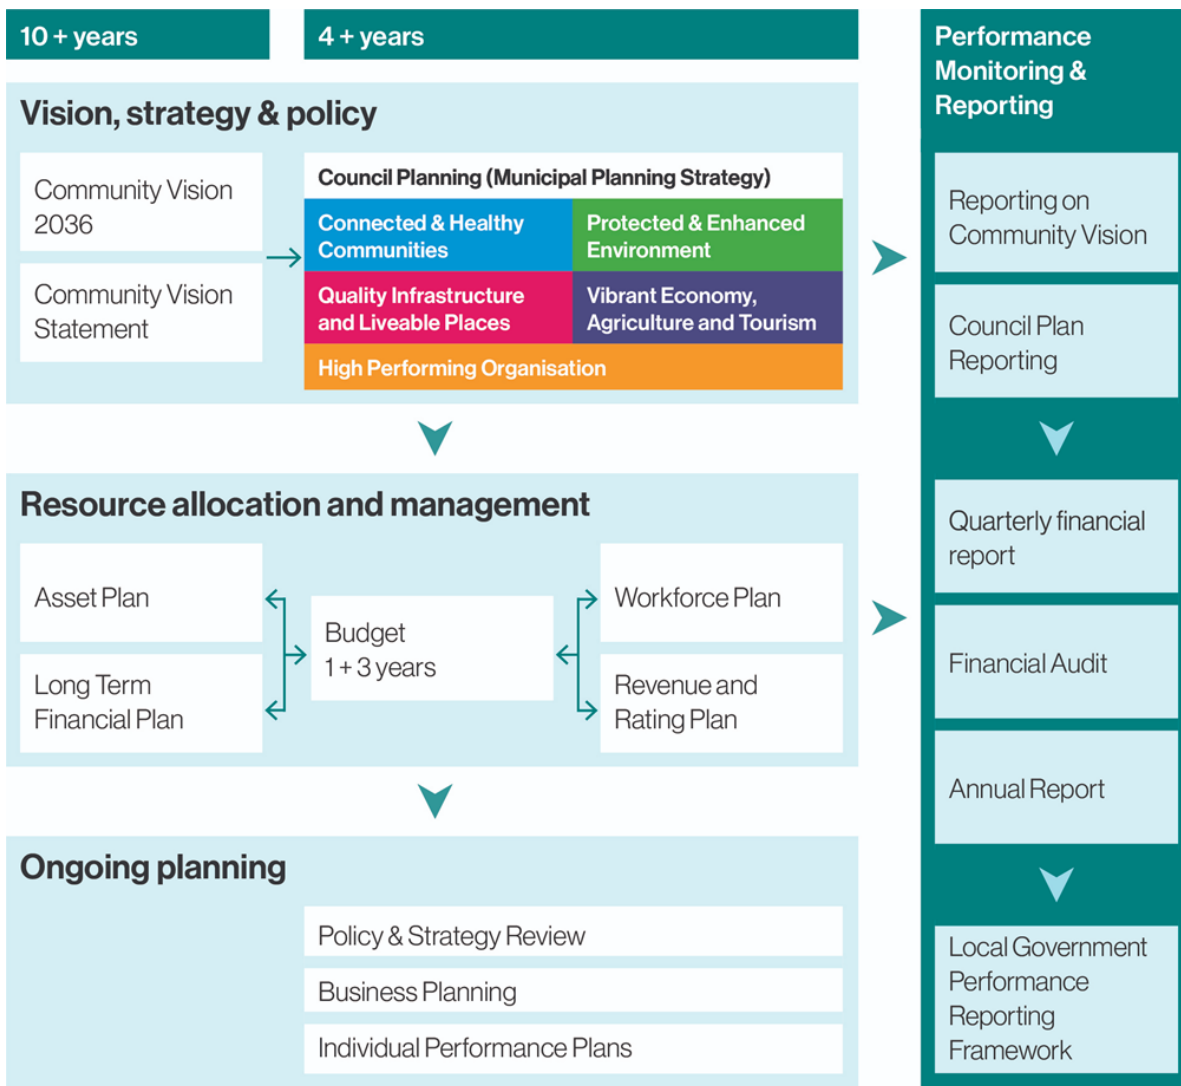 10 + years
4 + years
Vision, strategy & policy
Community Vision
2036
Community Vision
Statement
Council Planning (Municipal Planning Strategy)
Connected & Healthy
Communities
Protected & Enhanced
Environment
Quality Infrastructure
and Liveable Places
Vibrant Economy,
Agriculture and Tourism
High Performing Organisation
Resource allocation and management
Asset Plan
Long Term
Financial Plan
Budget
1 + 3 years
Workforce Plan
Revenue and
Rating Plan
Ongoing planning
Policy & Strategy Review
Business Planning
Individual Performance Plans
Performance
Monitoring &
Reporting
Reporting on
Community Vision
Council Plan
Reporting
Quarterly financial
report
Financial Audit
Annual Report
Local Government
Performance
Reporting
Framework